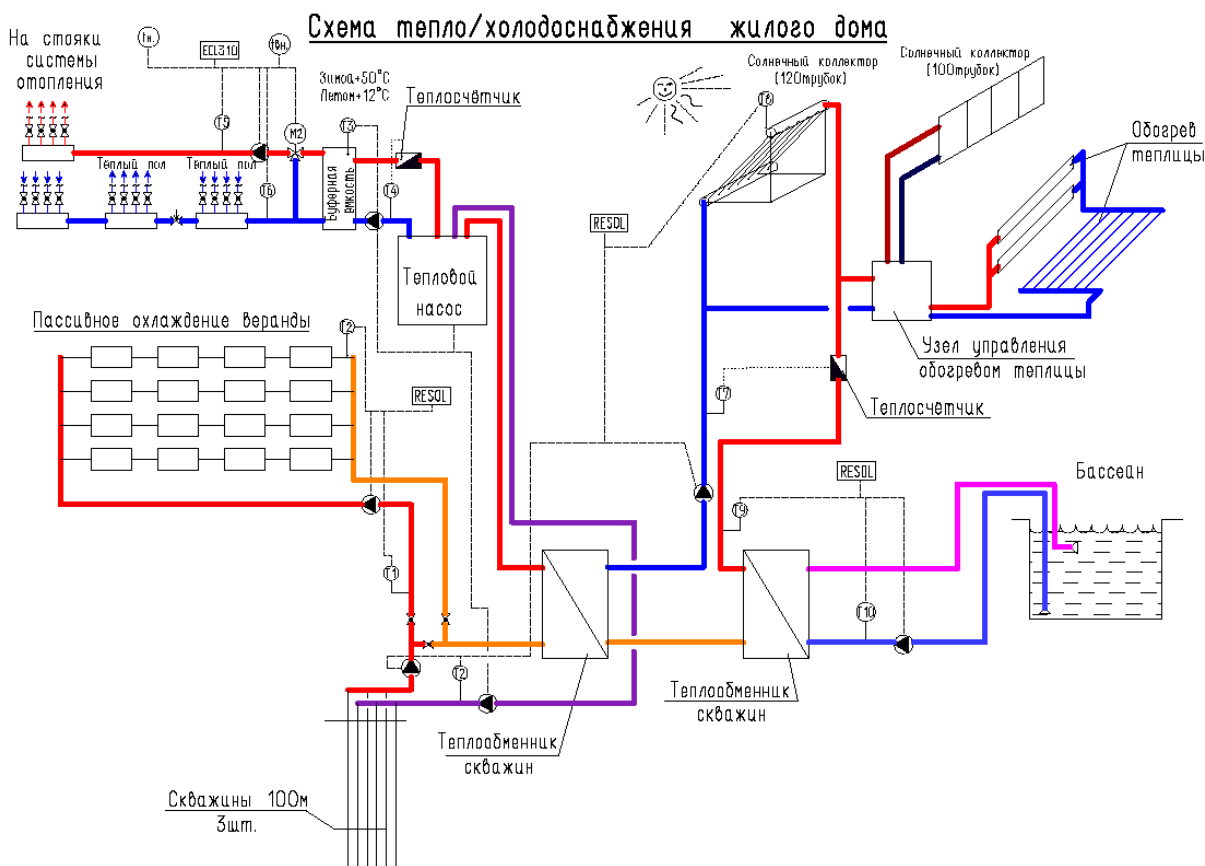 Схема тепло/холодоснабжения жилого дома
На стояки
системы
отопления
tн.
ECL310
tвн.
Зимой+50°С
Летом+12°С
Теплосчётчик
Т5
М2
Т3
Т6
Т4
Тёплый пол
Тёплый пол
Буферная
ёмкость
Тепловой
насос
Солнечный коллектор
(120трубок)
Т8
Солнечный коллектор
(100трубок)
Обогрев
теплицы
RESOL
Узел управления
обогревом теплицы
Пассивное охлаждение веранды
Т2
RESOL
Т7
Теплосчётчик
RESOL
Т9
Бассейн
Т1
Т10
Т2
Теплообменник
скважин
Теплообменник
скважин
Скважины 100м
3шт.